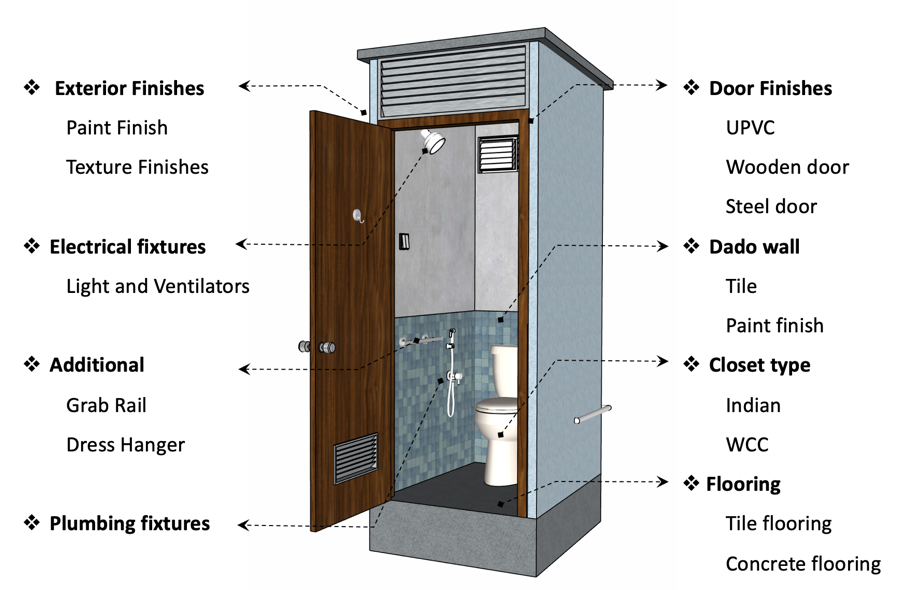 ❖ Exterior Finishes
Paint Finish
Texture Finishes
❖ Electrical fixtures
Light and Ventilators
❖ Additional
Grab Rail
Dress Hanger
❖ Plumbing fixtures
❖ Door Finishes
UPVC
Wooden door
Steel door
❖ Dado wall
Tile
Paint finish
❖ Closet type
Indian
WCC
❖ Flooring
Tile flooring
Concrete flooring